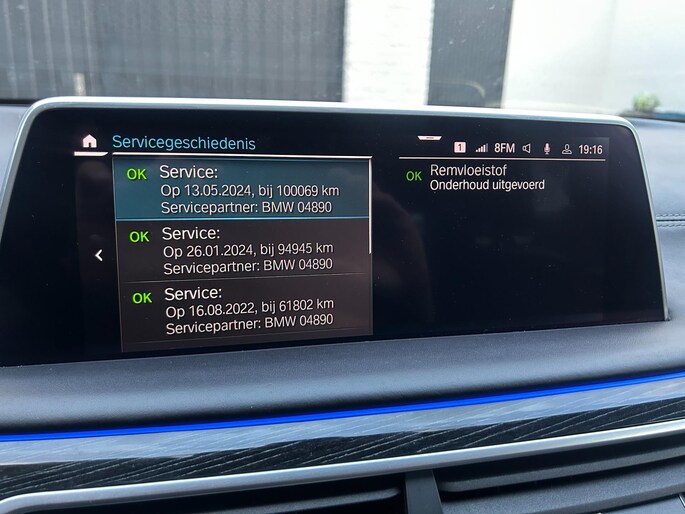 Servicegeschiedenis
1 8FM 19:16
OK Service:
Op 13.05.2024, bij 100069 km
Servicepartner: BMW 04890
OK Service:
Op 26.01.2024, bij 94945 km
Servicepartner: BMW 04890
OK Service:
Op 16.08.2022, bij 61802 km
Servicepartner: BMW 04890
OK Remvloeistof
Onderhoud uitgevoerd